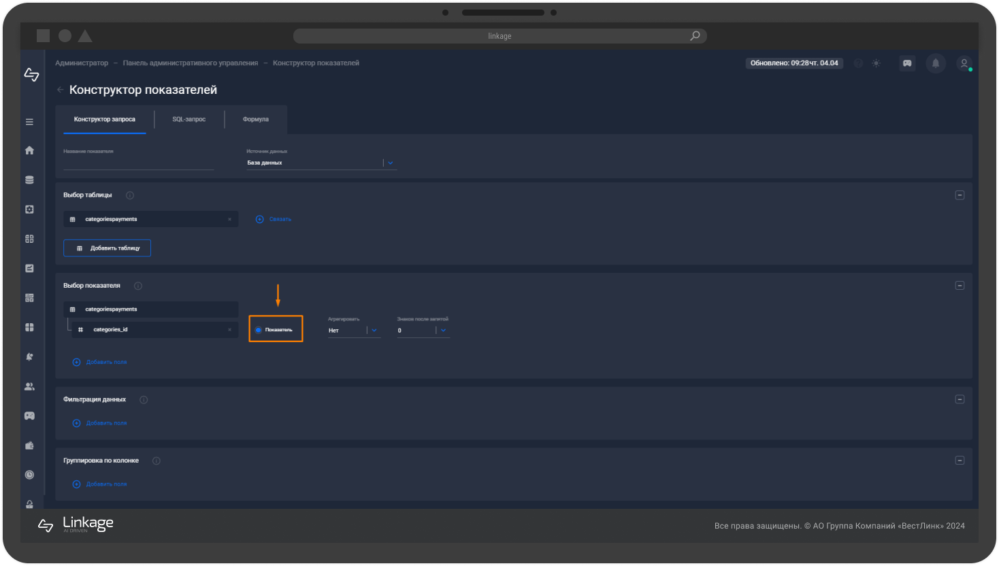 linkage
Администратор – Панель административного управления – Конструктор показателей
Обновлено: 09:28чт. 04.04
Конструктор показателей
Конструктор запроса
SQL-запрос
Формула
Название показателя
Источник данных
База данных
Выбор таблицы
categoriespayments
Связать
Добавить таблицу
Выбор показателя
categoriespayments
categories_id
Показатель
Агрегировать
Нет
Знаков после запятой
0
Добавить поля
Фильтрация данных
Добавить поля
Группировка по колонке
Добавить поля
Linkage
AI DRIVEN
Все права защищены. © АО Группа Компаний «ВестЛинк» 2024